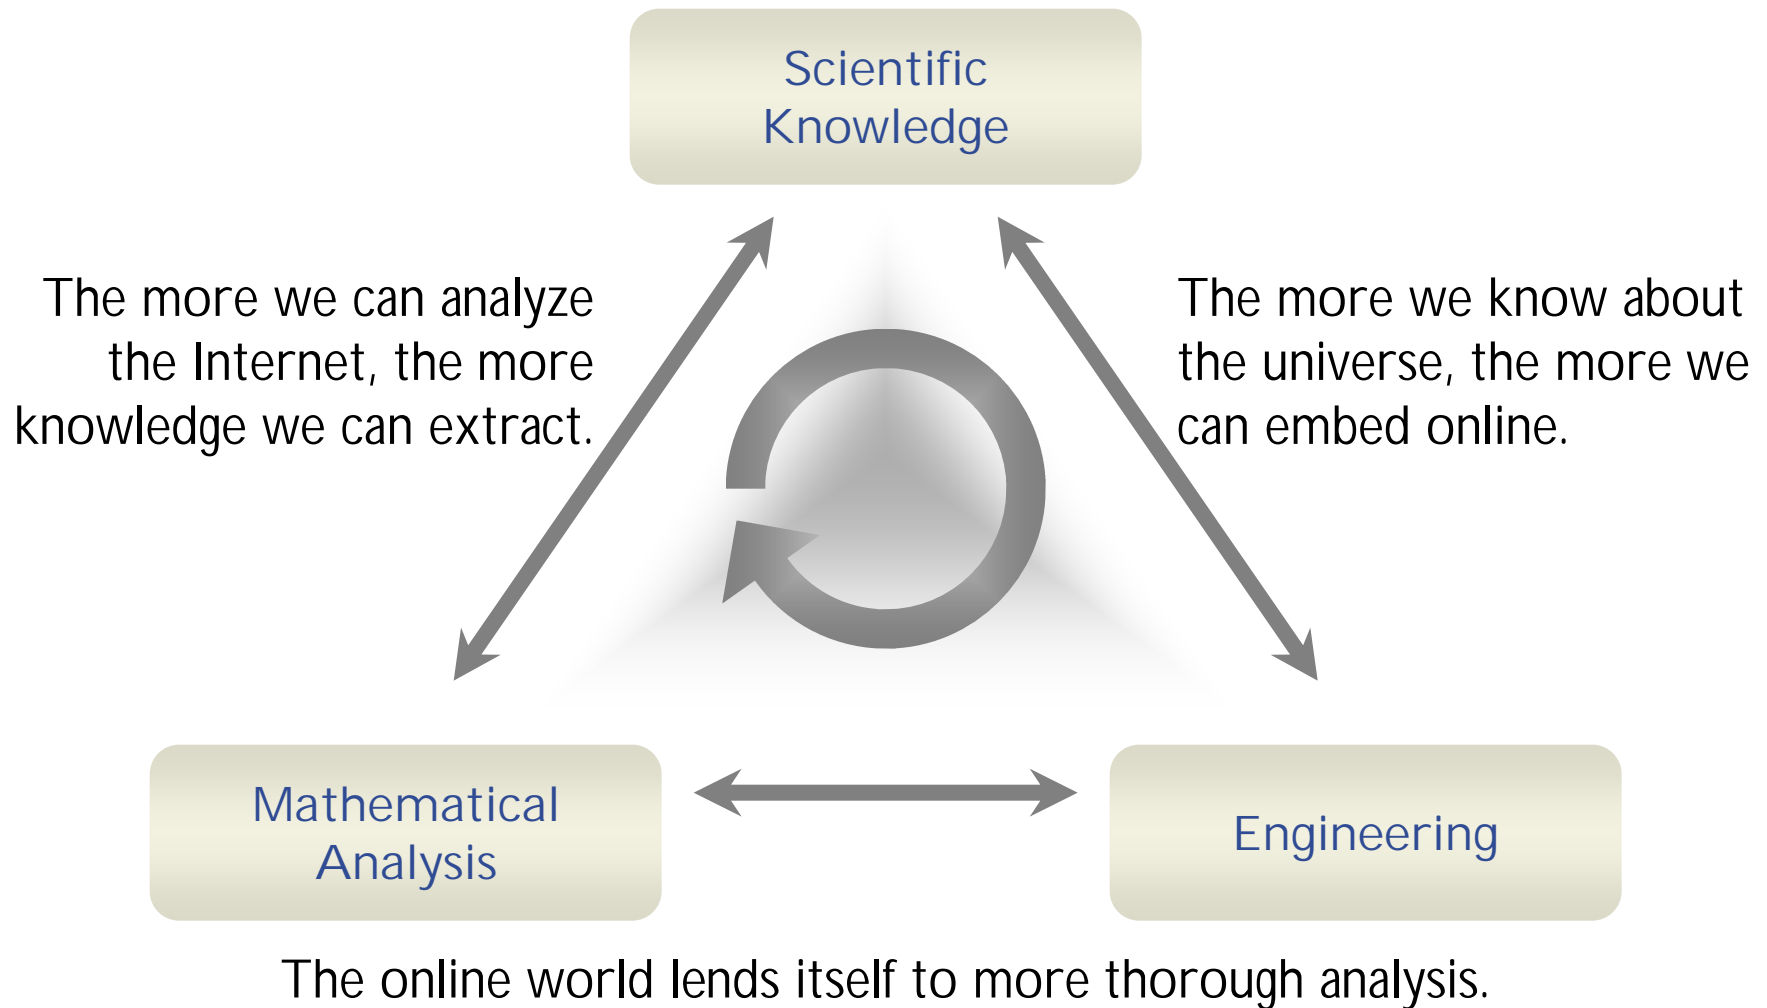 Scientific
Knowledge
The more we can analyze
the Internet, the more
knowledge we can extract.
The more we know about
the universe, the more we
can embed online.
Mathematical
Analysis
Engineering
The online world lends itself to more thorough analysis.